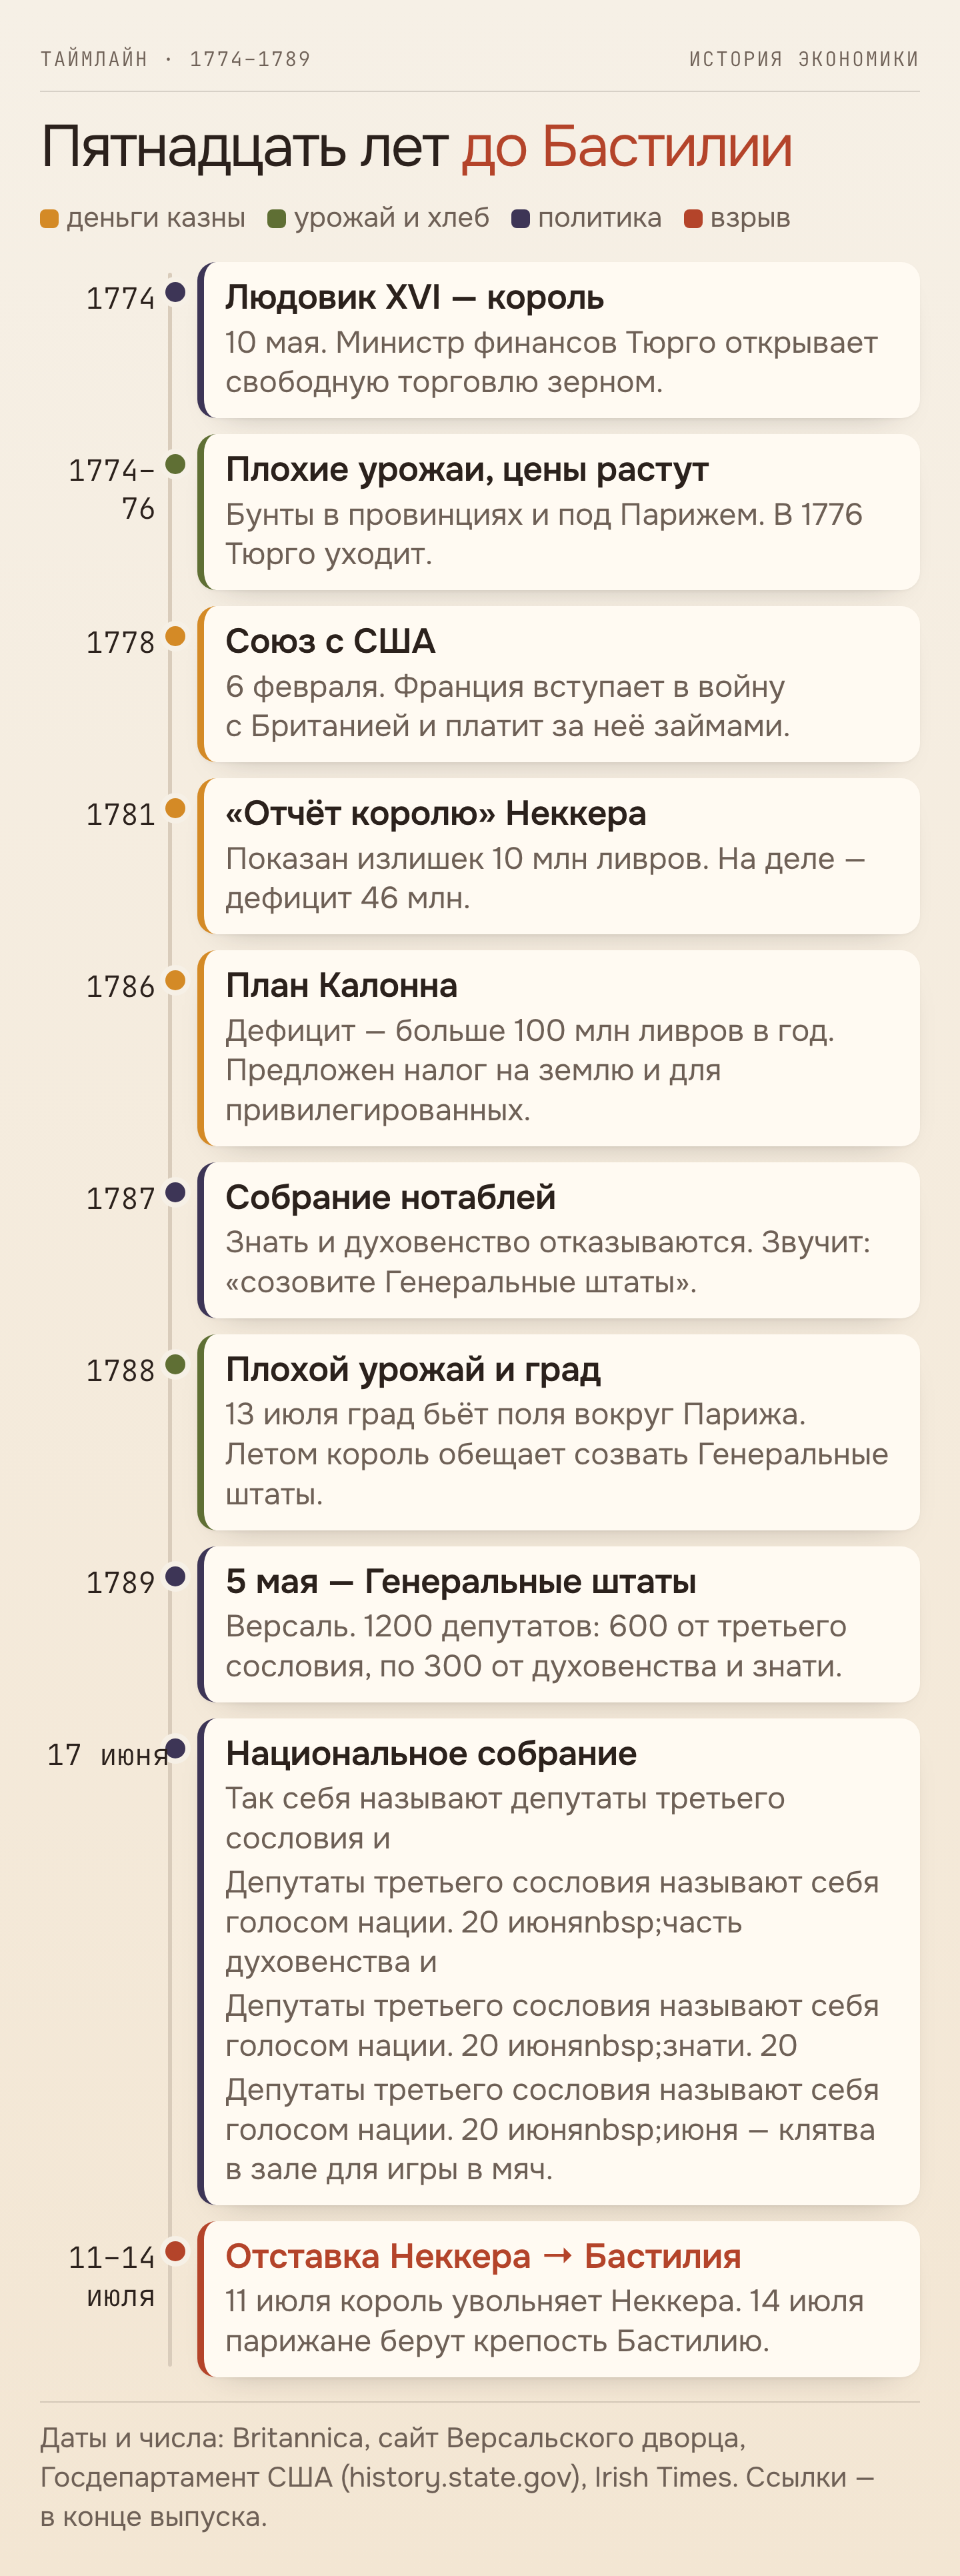 ТАЙМЛАЙН · 1774–1789
ИСТОРИЯ ЭКОНОМИКИ
Пятнадцать лет до Бастилии
деньги казны урожай и хлеб политика взрыв
1774
Людовик XVI — король
10 мая. Министр финансов Тюрго открывает
свободную торговлю зерном.
1774–
76
Плохие урожаи, цены растут
Бунты в провинциях и под Парижем. В 1776
Тюрго уходит.
1778
Союз с США
6 февраля. Франция вступает в войну
с Британией и платит за неё займами.
1781
«Отчёт королю» Неккера
Показан излишек 10 млн ливров. На деле —
дефицит 46 млн.
1786
План Калонна
Дефицит — больше 100 млн ливров в год.
Предложен налог на землю и для
привилегированных.
1787
Собрание нотаблей
Знать и духовенство отказываются. Звучит:
«созовите Генеральные штаты».
1788
Плохой урожай и град
13 июля град бьёт поля вокруг Парижа.
Летом король обещает созвать Генеральные
штаты.
1789
5 мая — Генеральные штаты
Версаль. 1200 депутатов: 600 от третьего
сословия, по 300 от духовенства и знати.
17 июня
Национальное собрание
Так себя называют депутаты третьего
сословия и
Депутаты третьего сословия называют себя
голосом нации. 20 июняnbsp;часть
духовенства и
Депутаты третьего сословия называют себя
голосом нации. 20 июняnbsp;знати. 20
Депутаты третьего сословия называют себя
голосом нации. 20 июняnbsp;июня — клятва
в зале для игры в мяч.
11–14
июля
Отставка Неккера → Бастилия
11 июля король увольняет Неккера. 14 июля
парижане берут крепость Бастилию.
Даты и числа: Britannica, сайт Версальского дворца,
Госдепартамент США (history.state.gov), Irish Times. Ссылки —
в конце выпуска.